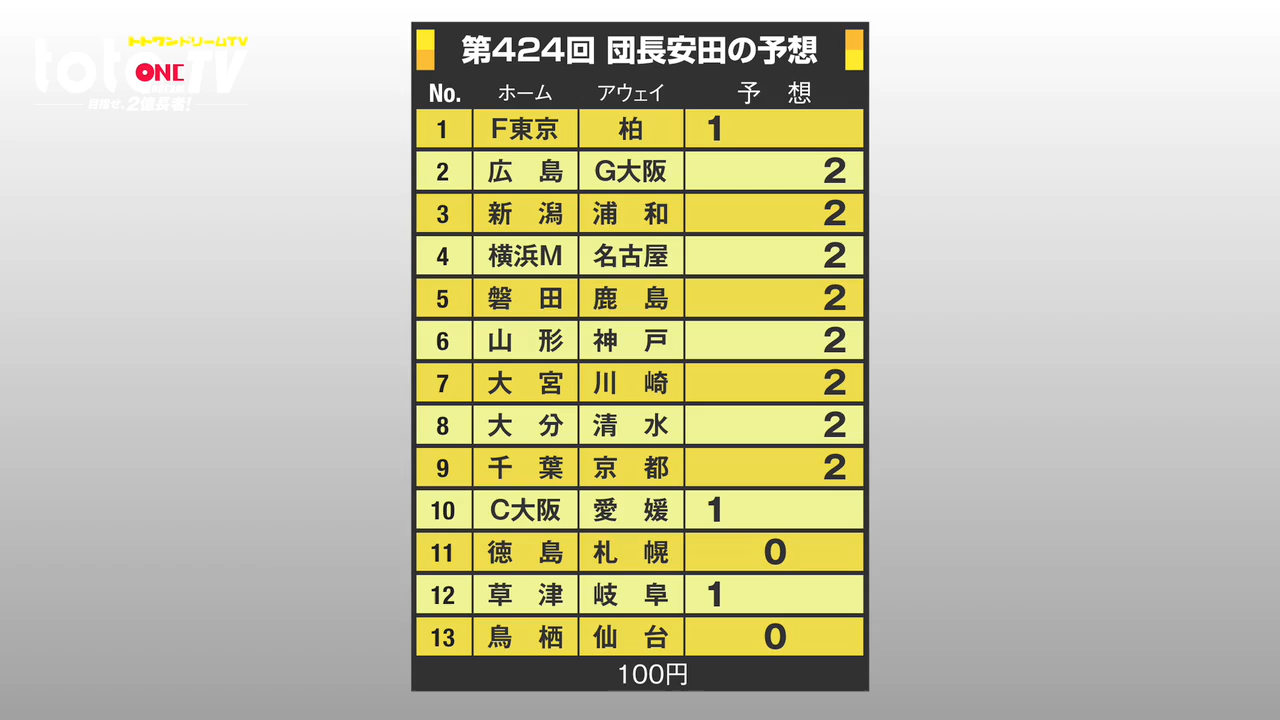 トトワンドリームTV
toto ONE TV
目指せ、2億長者!
第424回 団長安田の予想
No. ホーム アウェイ 予 想
1 F東京 柏 1
2 広 島 G大阪 2
3 新 潟 浦 和 2
4 横浜M 名古屋 2
5 磐 田 鹿 島 2
6 山 形 神 戸 2
7 大 宮 川 崎 2
8 大 分 清 水 2
9 千 葉 京 都 2
10 C大阪 愛 媛 1
11 徳 島 札 幌 0
12 草 津 岐 阜 1
13 鳥 栖 仙 台 0
100円